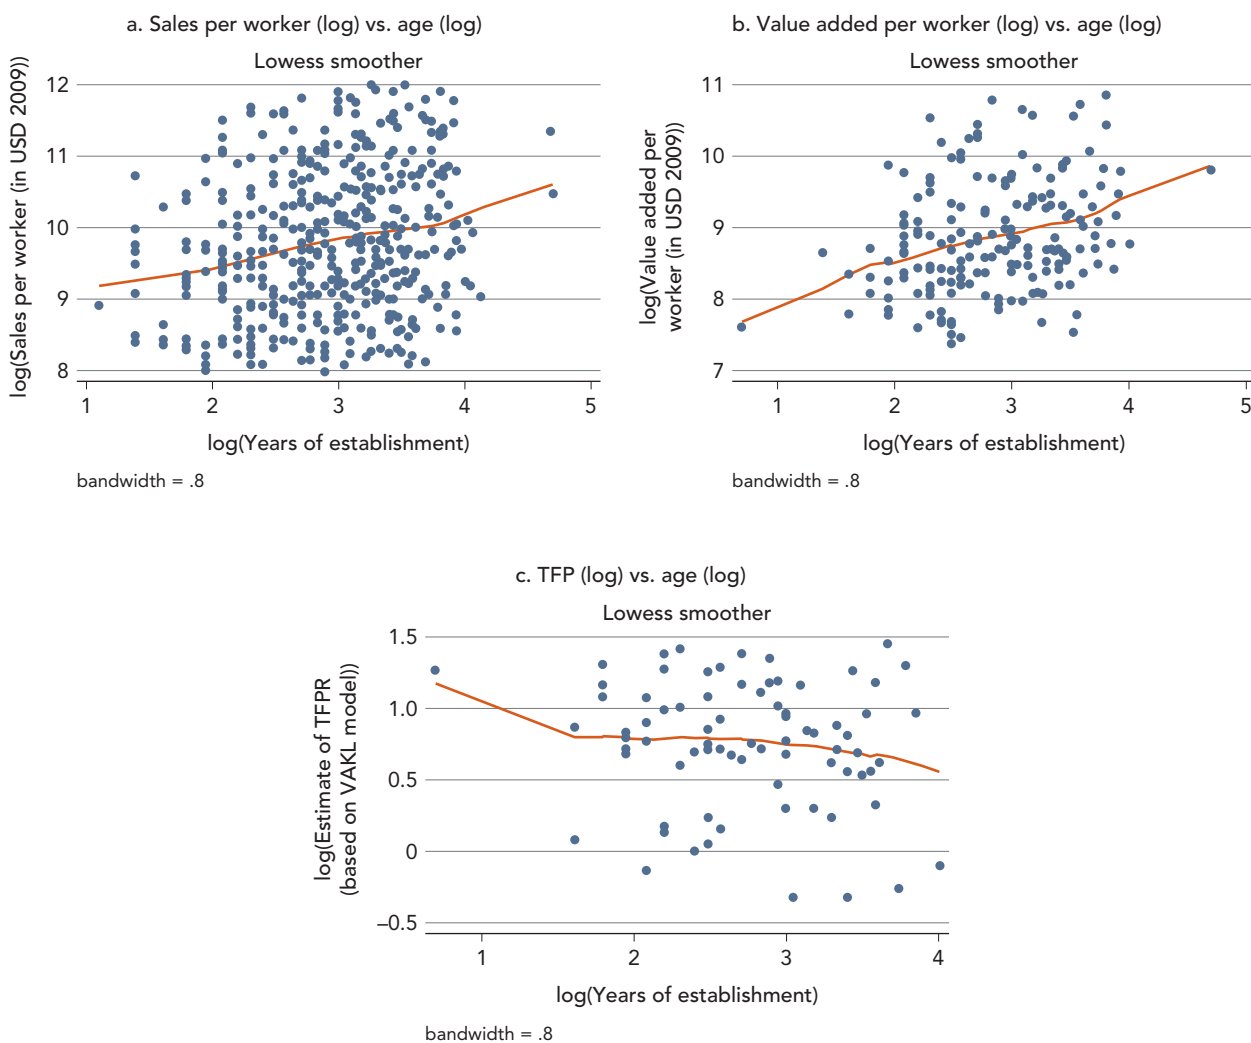 a. Sales per worker (log) vs. age (log)
Lowess smoother
log(Sales per worker (in USD 2009))
12
11
10
9
8
1 2 3 4 5
log(Years of establishment)
bandwidth = .8
b. Value added per worker (log) vs. age (log)
Lowess smoother
log(Value added per
worker (in USD 2009))
11
10
9
8
7
1 2 3 4 5
log(Years of establishment)
bandwidth = .8
c. TFP (log) vs. age (log)
Lowess smoother
log(Estimate of TFPR
(based on VAKL model))
1.5
1.0
0.5
0
–0.5
1 2 3 4
log(Years of establishment)
bandwidth = .8